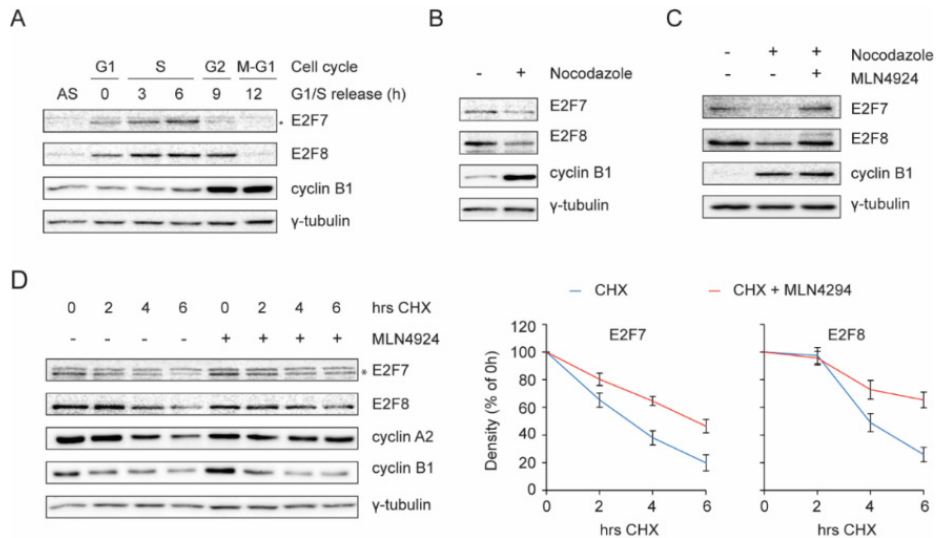 A
G1 S G2 M-G1 Cell cycle
AS 0 3 6 9 12 G1/S release (h)
E2F7
*
E2F8
cyclin B1
γ-tubulin
B
- + Nocodazole
E2F7
E2F8
cyclin B1
γ-tubulin
C
- + + Nocodazole
+ MLN4924
E2F7
E2F8
cyclin B1
γ-tubulin
D
0 2 4 6 0 2 4 6 hrs CHX
- - - - + + + + MLN4924
E2F7
*
E2F8
cyclin A2
cyclin B1
γ-tubulin
CHX CHX + MLN4294
E2F7 E2F8
Density (% of 0h)
120
100
80
60
40
20
0
0 2 4 6 0 2 4 6
hrs CHX hrs CHX